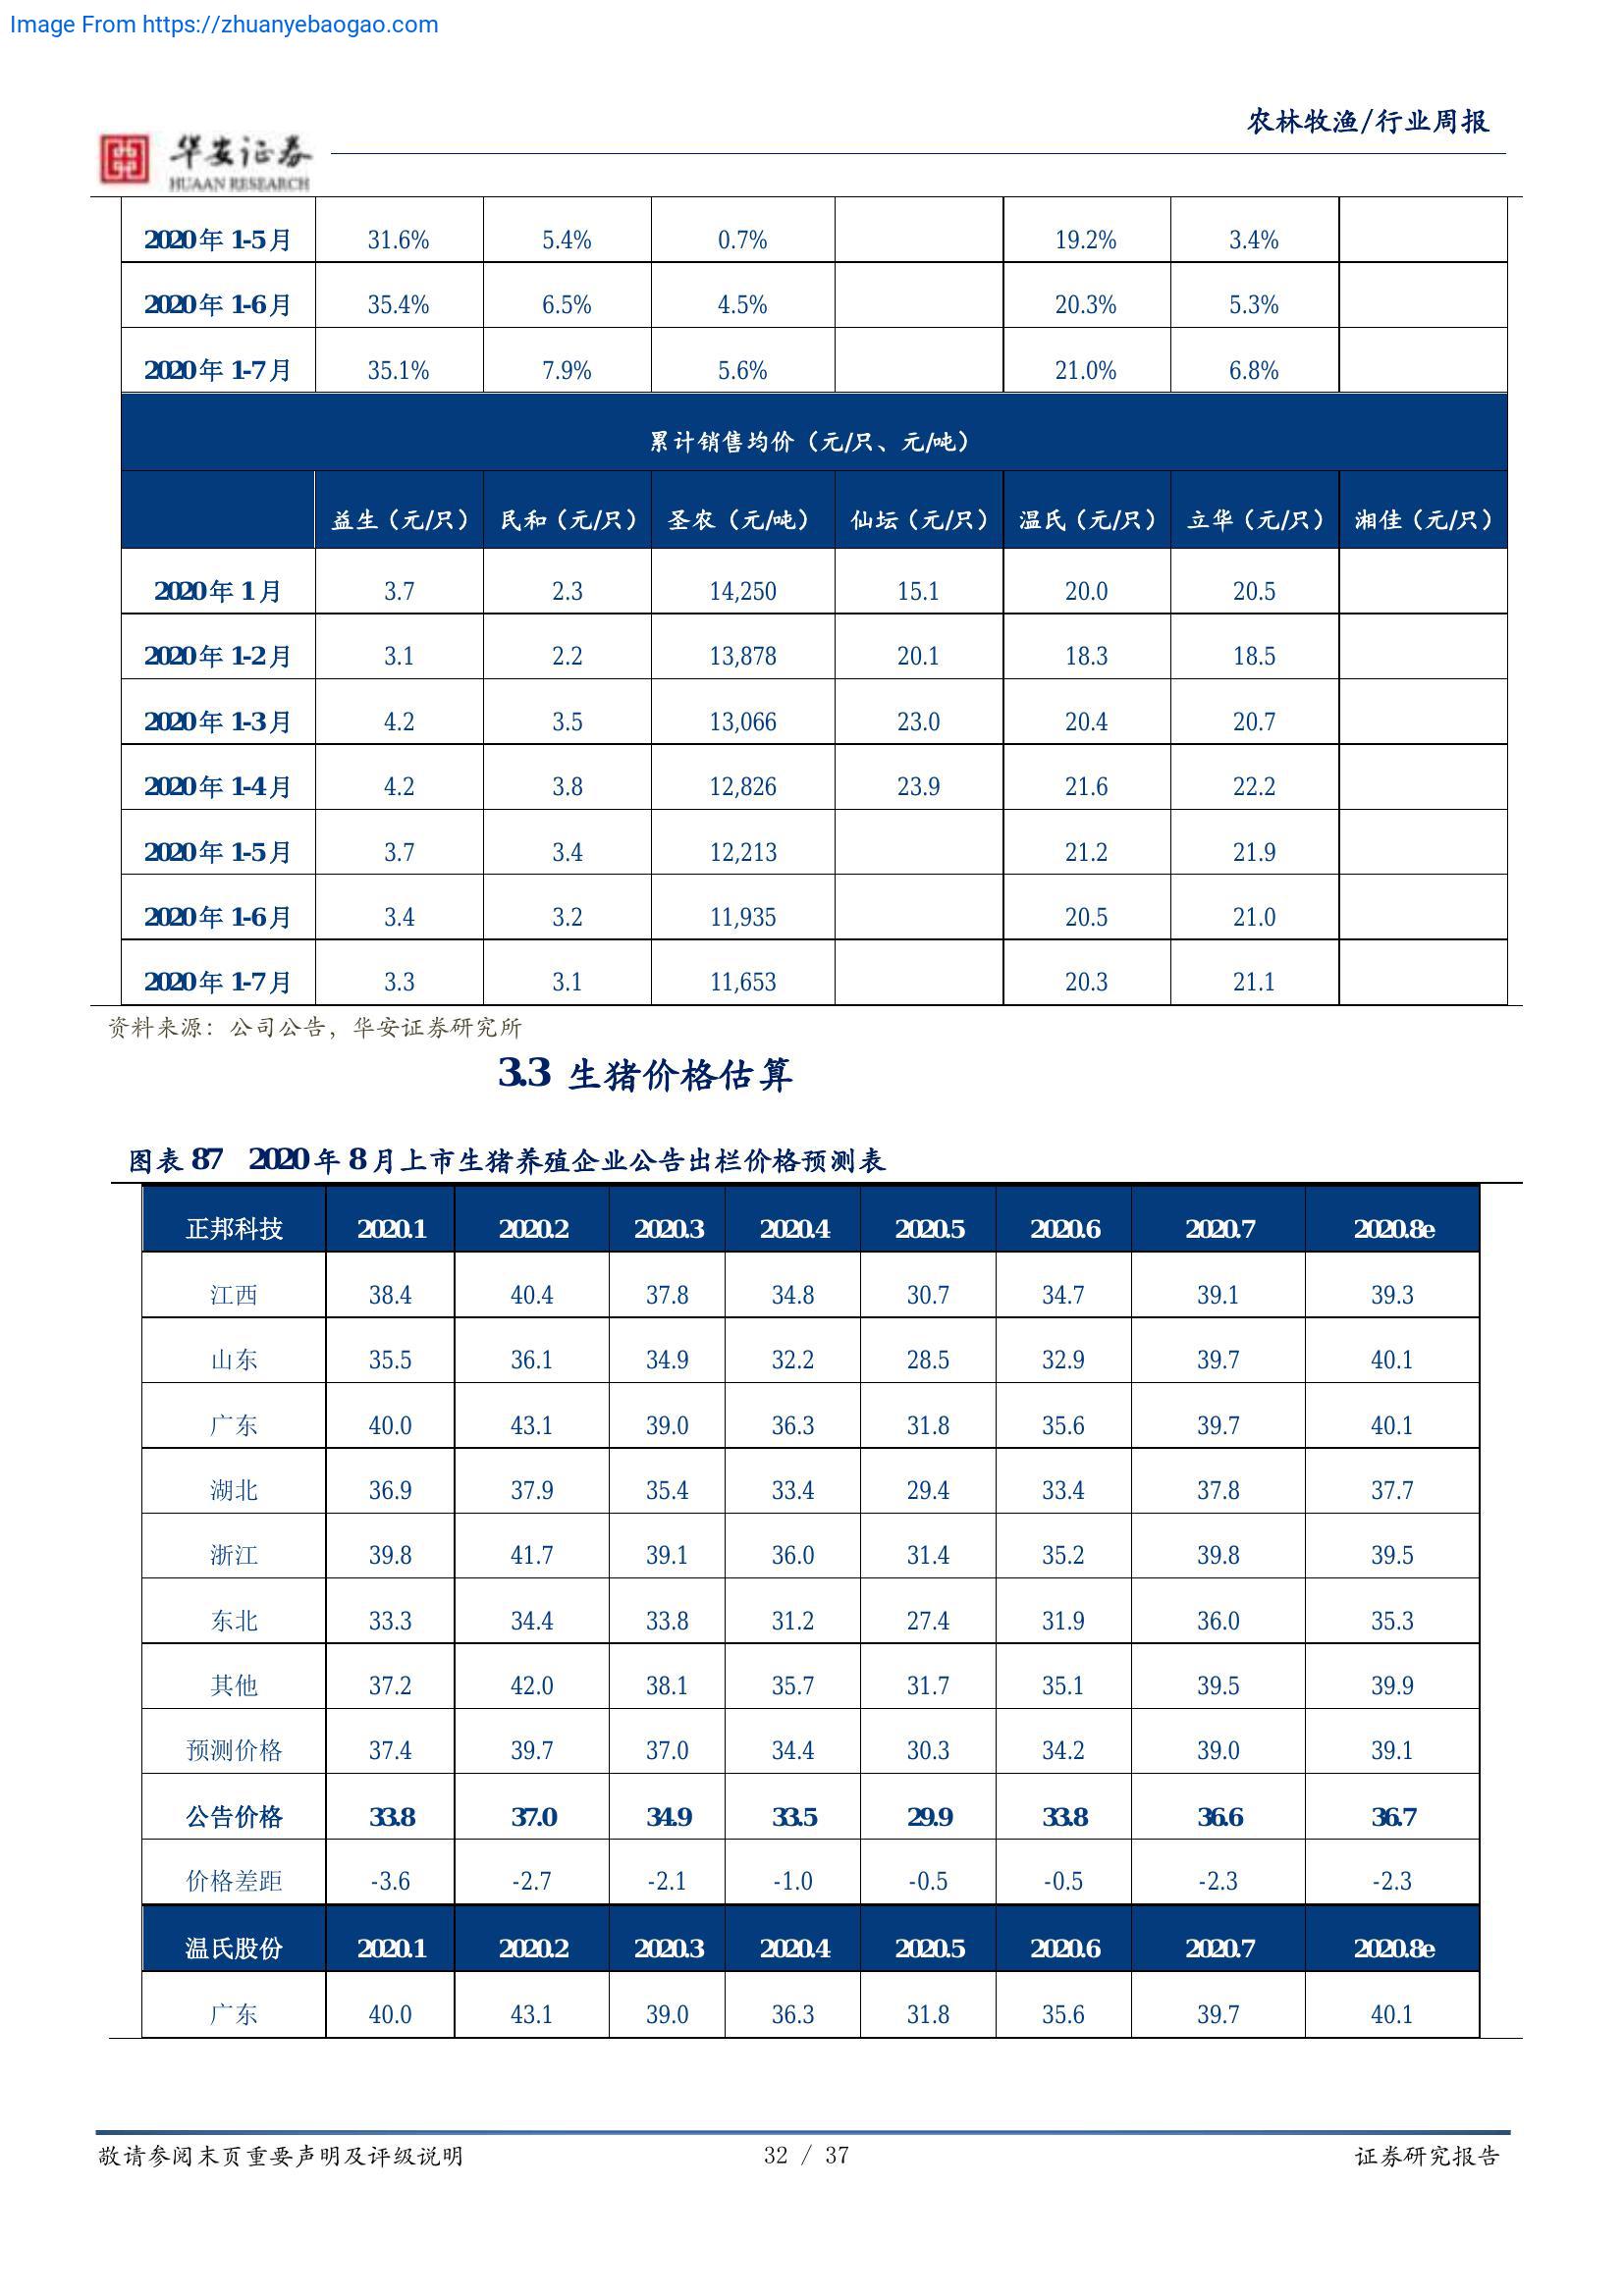 Image From https://zhuanyebaogao.com
农林牧渔/行业周报
华安证券
HUAAN RESEARCH
2020年1-5月 31.6% 5.4% 0.7% 19.2% 3.4%
2020年1-6月 35.4% 6.5% 4.5% 20.3% 5.3%
2020年1-7月 35.1% 7.9% 5.6% 21.0% 6.8%
累计销售均价（元/只、元/吨）
益生（元/只） 民和（元/只） 圣农（元/吨） 仙坛（元/只） 温氏（元/只） 立华（元/只） 湘佳（元/只）
2020年1月 3.7 2.3 14,250 15.1 20.0 20.5
2020年1-2月 3.1 2.2 13,878 20.1 18.3 18.5
2020年1-3月 4.2 3.5 13,066 23.0 20.4 20.7
2020年1-4月 4.2 3.8 12,826 23.9 21.6 22.2
2020年1-5月 3.7 3.4 12,213 21.2 21.9
2020年1-6月 3.4 3.2 11,935 20.5 21.0
2020年1-7月 3.3 3.1 11,653 20.3 21.1
资料来源：公司公告，华安证券研究所
3.3 生猪价格估算
图表87 2020年8月上市生猪养殖企业公告出栏价格预测表
正邦科技 2020.1 2020.2 2020.3 2020.4 2020.5 2020.6 2020.7 2020.8e
江西 38.4 40.4 37.8 34.8 30.7 34.7 39.1 39.3
山东 35.5 36.1 34.9 32.2 28.5 32.9 39.7 40.1
广东 40.0 43.1 39.0 36.3 31.8 35.6 39.7 40.1
湖北 36.9 37.9 35.4 33.4 29.4 33.4 37.8 37.7
浙江 39.8 41.7 39.1 36.0 31.4 35.2 39.8 39.5
东北 33.3 34.4 33.8 31.2 27.4 31.9 36.0 35.3
其他 37.2 42.0 38.1 35.7 31.7 35.1 39.5 39.9
预测价格 37.4 39.7 37.0 34.4 30.3 34.2 39.0 39.1
公告价格 33.8 37.0 34.9 33.5 29.9 33.8 36.6 36.7
价格差距 -3.6 -2.7 -2.1 -1.0 -0.5 -0.5 -2.3 -2.3
温氏股份 2020.1 2020.2 2020.3 2020.4 2020.5 2020.6 2020.7 2020.8e
广东 40.0 43.1 39.0 36.3 31.8 35.6 39.7 40.1
敬请参阅末页重要声明及评级说明 32 / 37 证券研究报告